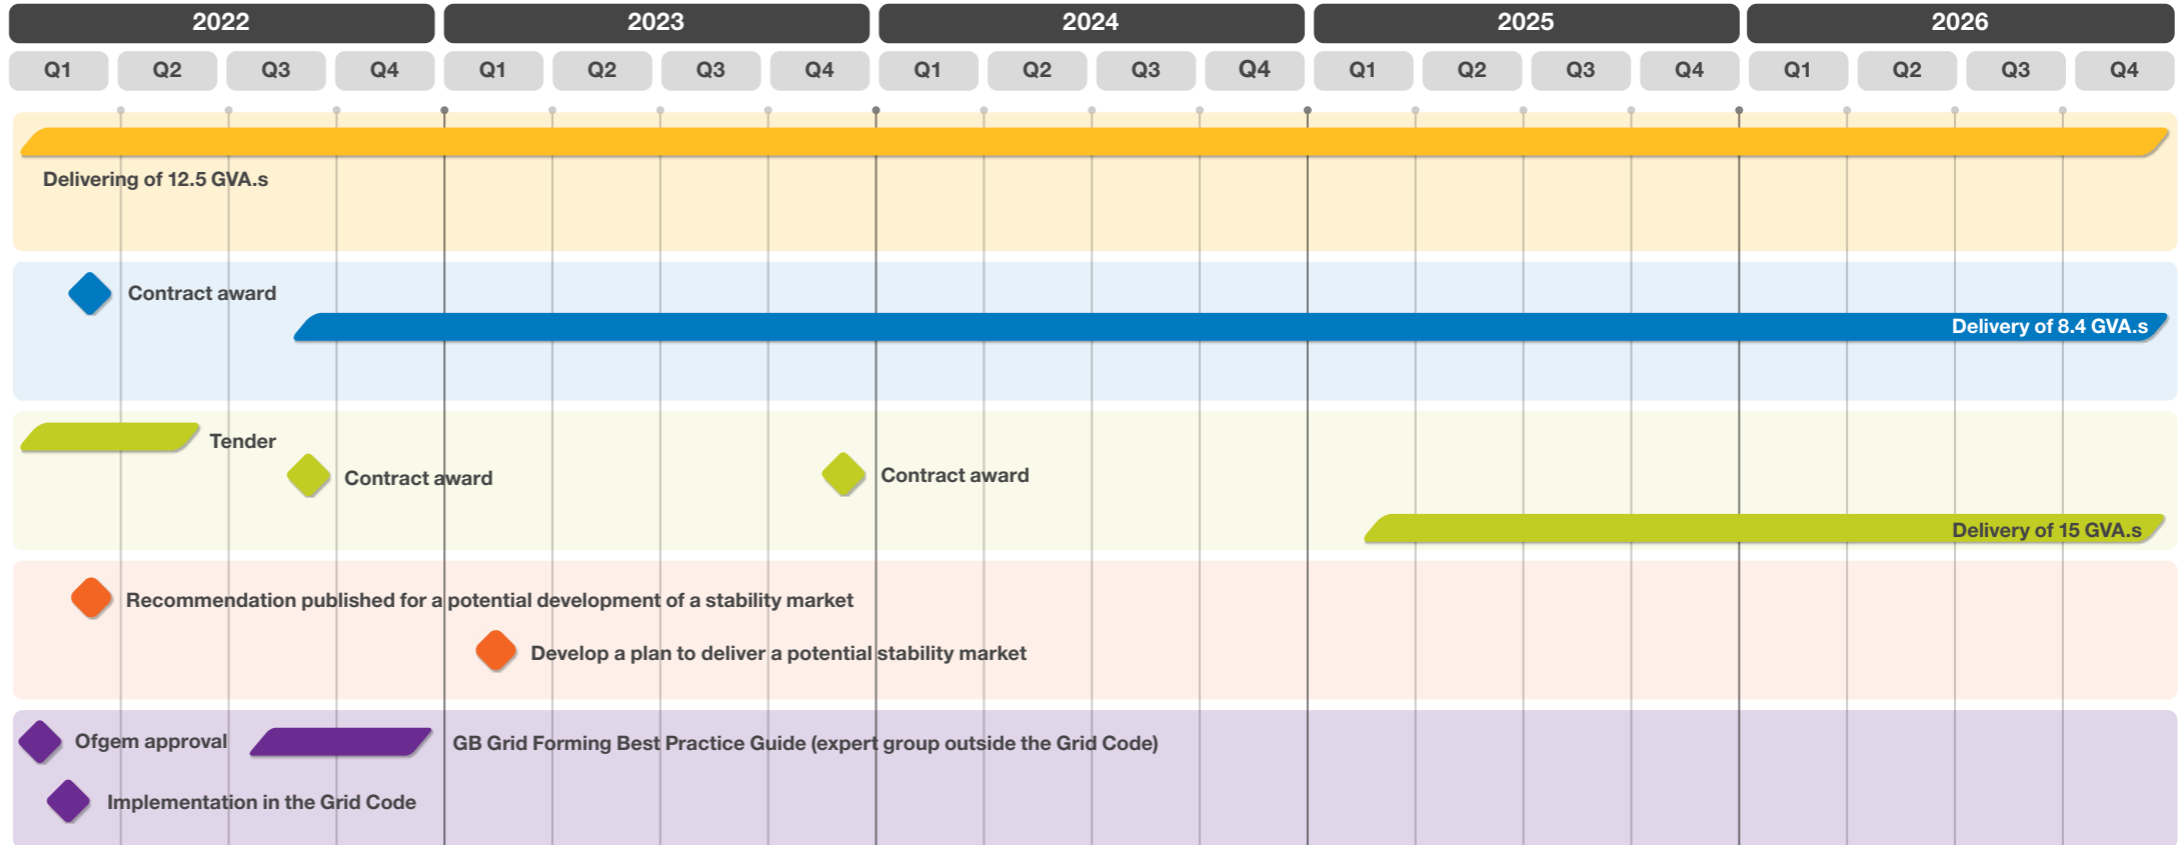 2022 2023 2024 2025 2026
Q1 Q2 Q3 Q4 Q1 Q2 Q3 Q4 Q1 Q2 Q3 Q4 Q1 Q2 Q3 Q4 Q1 Q2 Q3 Q4
Delivering of 12.5 GVA.s
Contract award
Delivery of 8.4 GVA.s
Tender
Contract award
Contract award
Delivery of 15 GVA.s
Recommendation published for a potential development of a stability market
Develop a plan to deliver a potential stability market
Ofgem approval
GB Grid Forming Best Practice Guide (expert group outside the Grid Code)
Implementation in the Grid Code